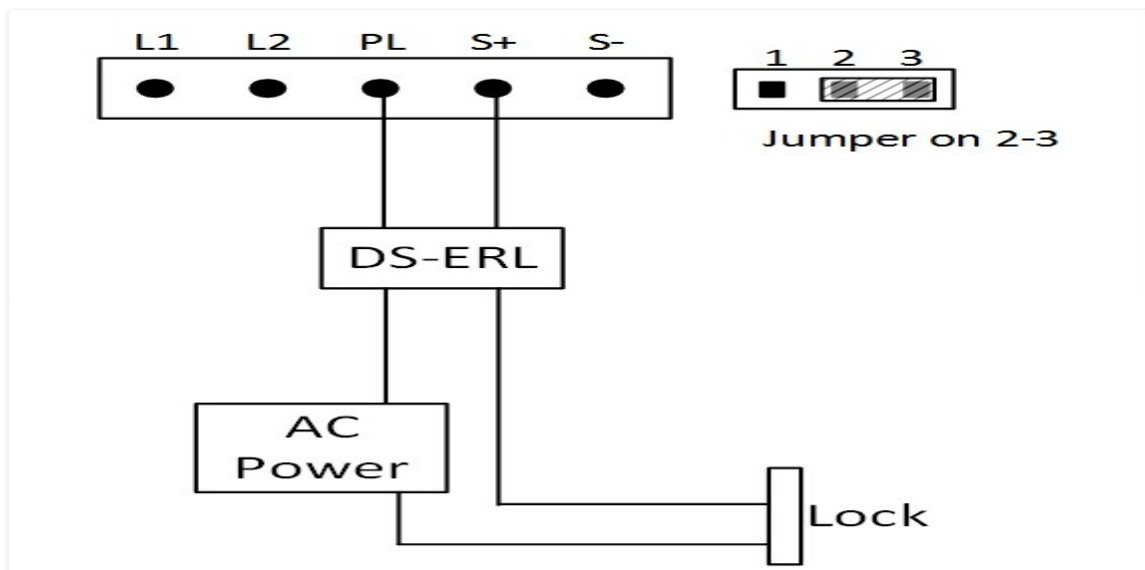 L1 L2 PL S+ S-
1 2 3
Jumper on 2-3
DS-ERL
AC
Power
Lock